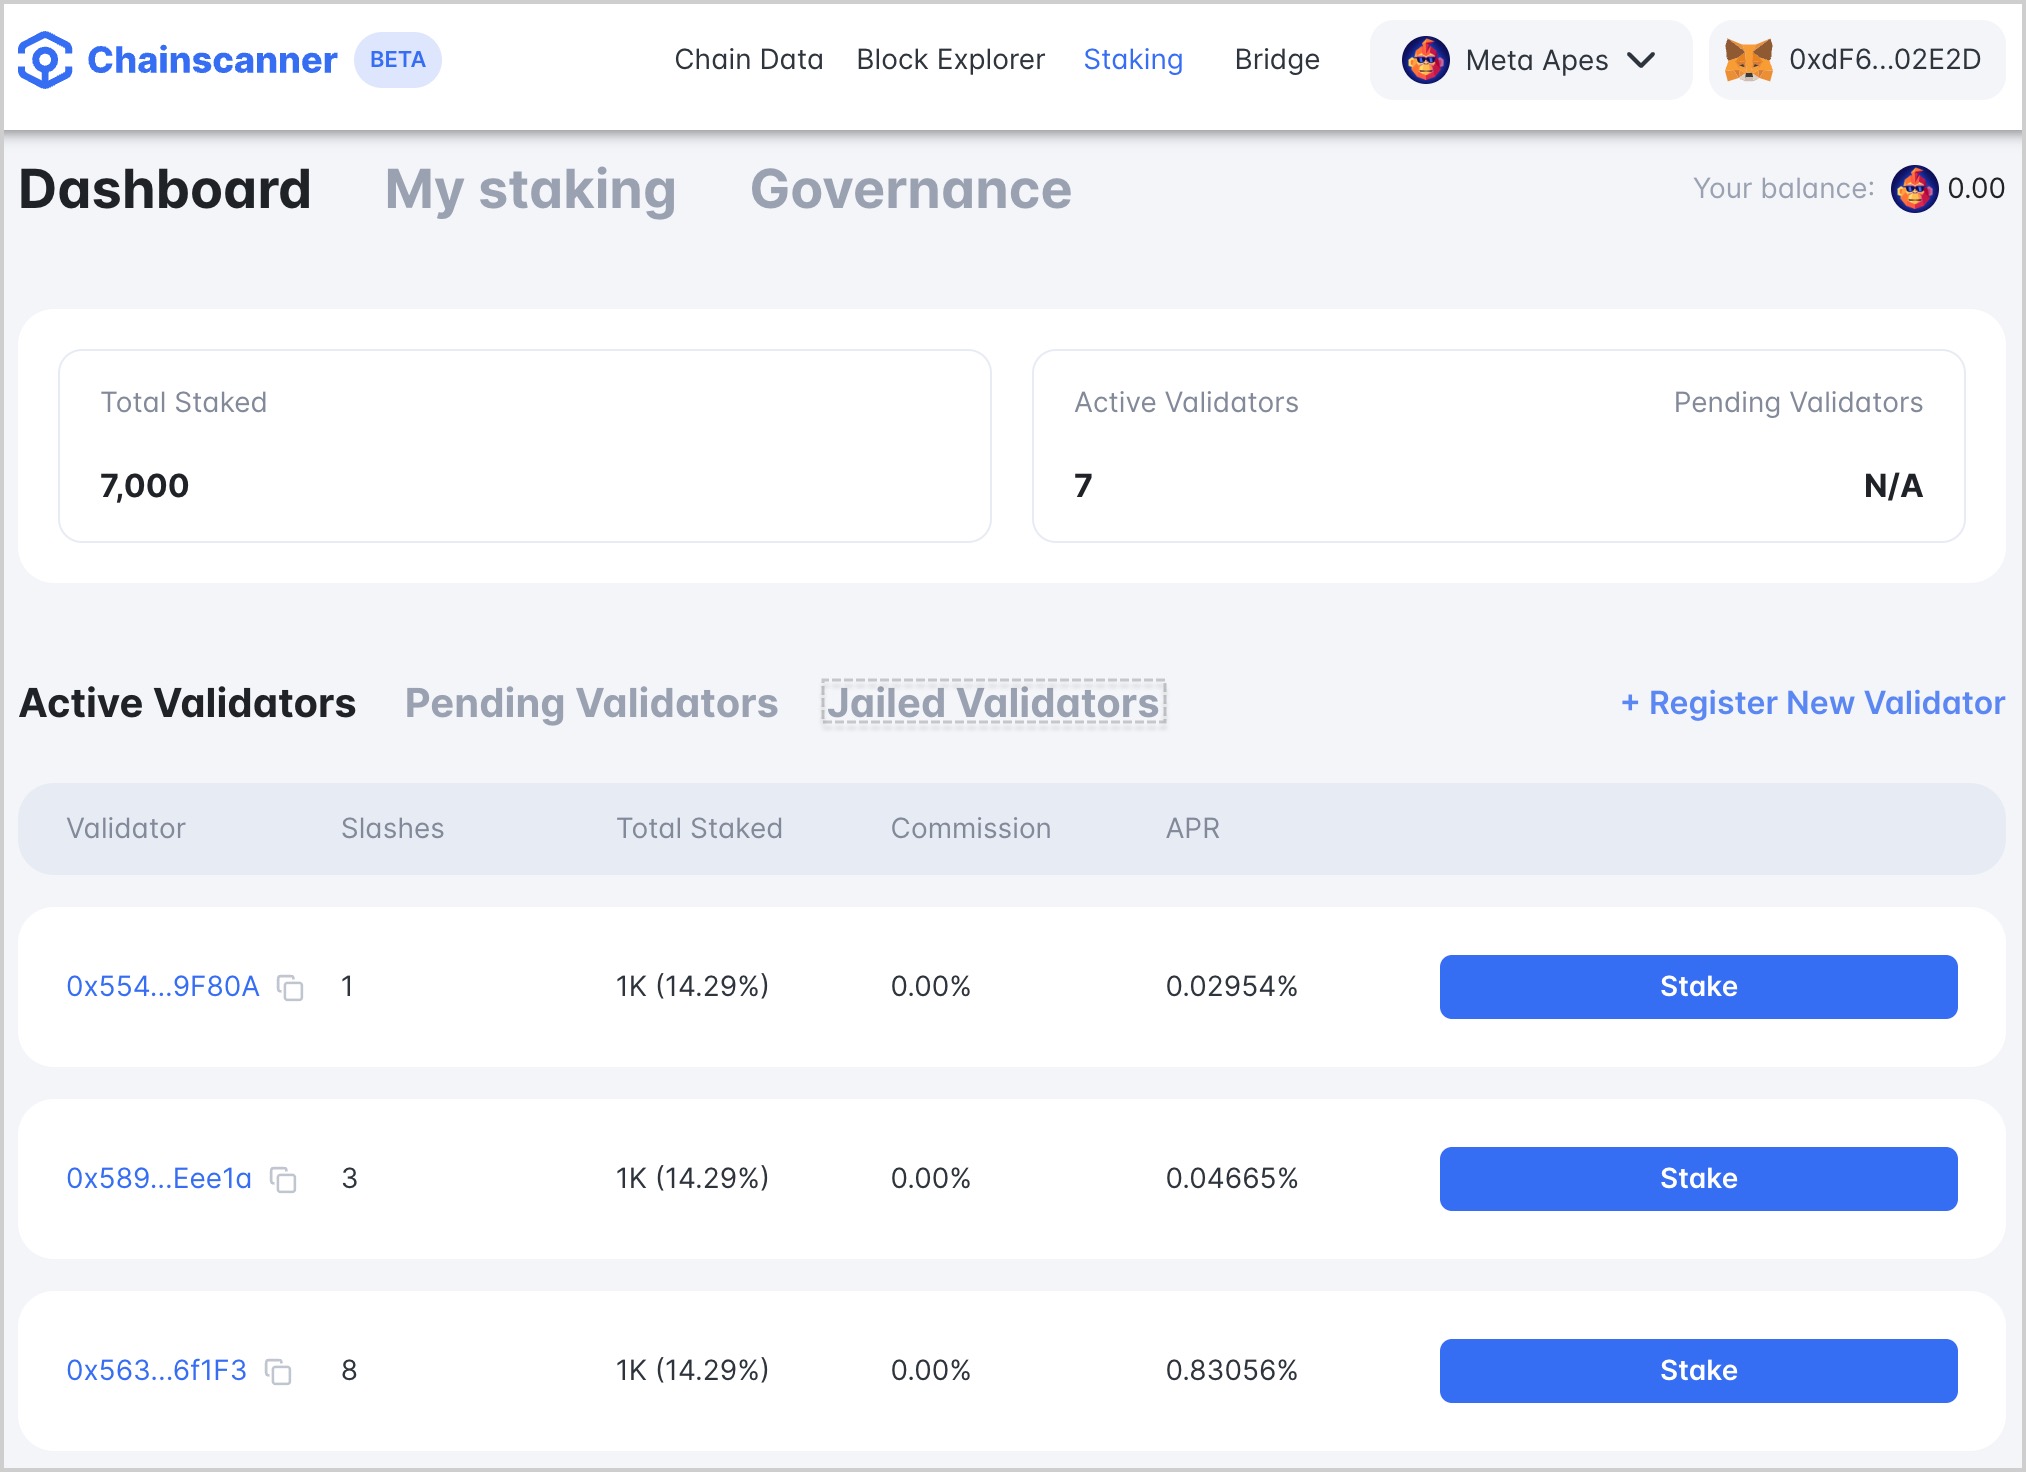 Chainscanner BETA Chain Data Block Explorer Staking Bridge Meta Apes 0xdF6...02E2D
Dashboard My staking Governance Your balance: 0.00
Total Staked Active Validators Pending Validators
7,000 7 N/A
Active Validators Pending Validators Jailed Validators + Register New Validator
Validator Slashes Total Staked Commission APR
0x554...9F80A 1 1K (14.29%) 0.00% 0.02954% Stake
0x589...Eee1a 3 1K (14.29%) 0.00% 0.04665% Stake
0x563...6f1F3 8 1K (14.29%) 0.00% 0.83056% Stake